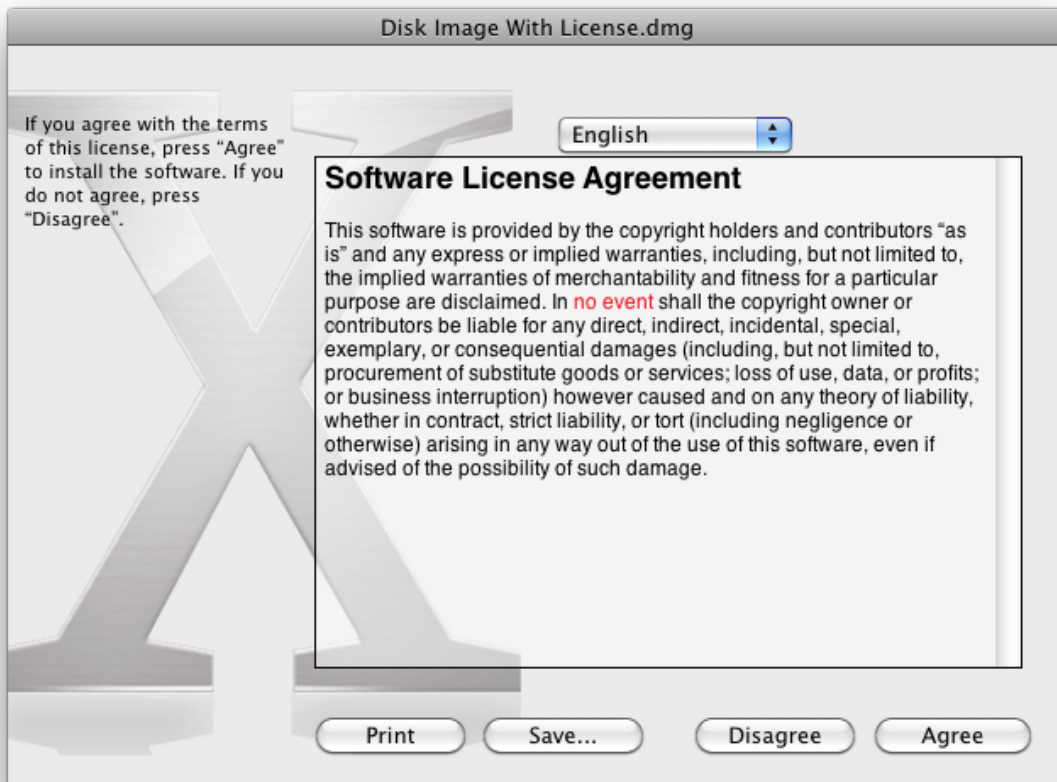 Disk Image With License.dmg
If you agree with the terms
of this license, press “Agree”
to install the software. If you
do not agree, press
“Disagree”.
English
Software License Agreement
This software is provided by the copyright holders and contributors “as
is” and any express or implied warranties, including, but not limited to,
the implied warranties of merchantability and fitness for a particular
purpose are disclaimed. In no event shall the copyright owner or
contributors be liable for any direct, indirect, incidental, special,
exemplary, or consequential damages (including, but not limited to,
procurement of substitute goods or services; loss of use, data, or profits;
or business interruption) however caused and on any theory of liability,
whether in contract, strict liability, or tort (including negligence or
otherwise) arising in any way out of the use of this software, even if
advised of the possibility of such damage.
Print
Save...
Disagree
Agree